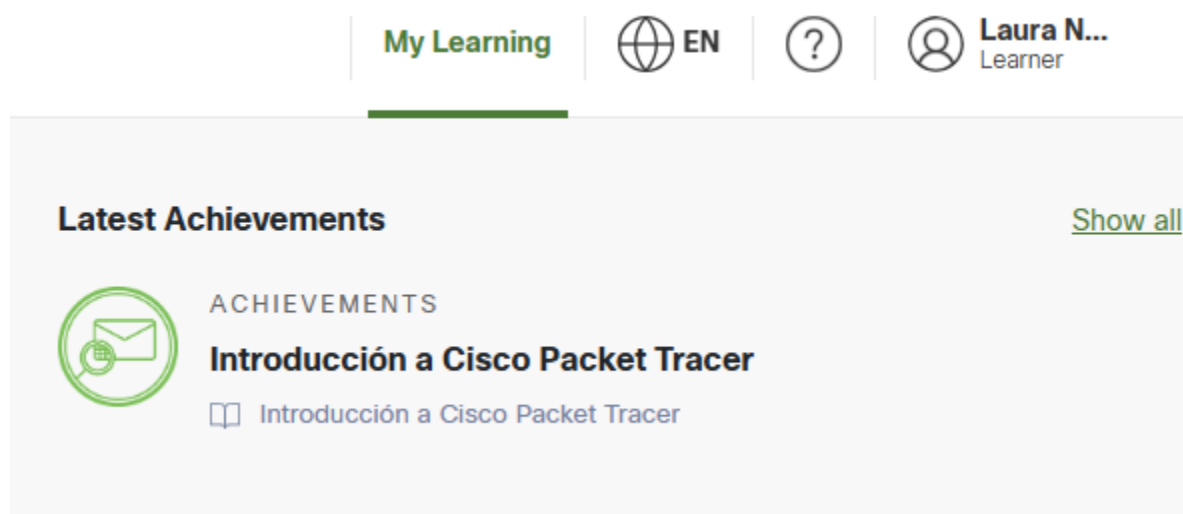 My Learning
EN
?
Laura N...
Learner
Latest Achievements
Show all
ACHIEVEMENTS
Introducción a Cisco Packet Tracer
Introducción a Cisco Packet Tracer